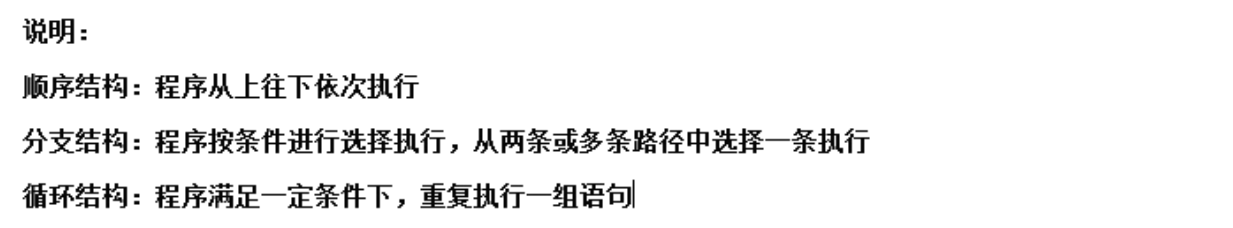 说明：
顺序结构：程序从上往下依次执行
分支结构：程序按条件进行选择执行，从两条或多条路径中选择一条执行
循环结构：程序满足一定条件下，重复执行一组语句